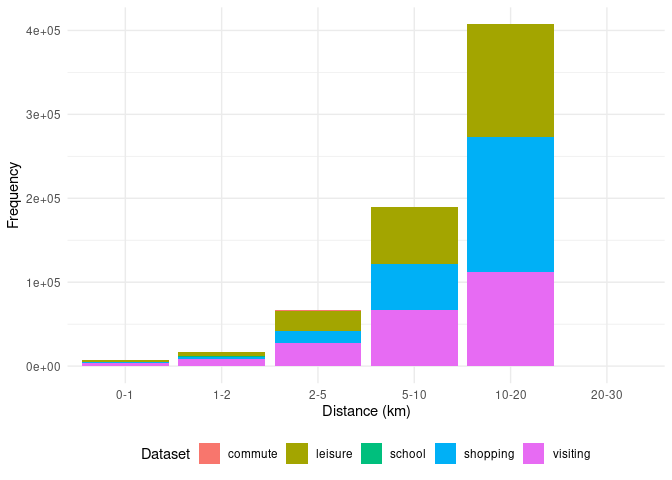 4e+05
3e+05
2e+05
1e+05
0e+00
Frequency
0-1 1-2 2-5 5-10 10-20 20-30
Distance (km)
Dataset commute leisure school shopping visiting